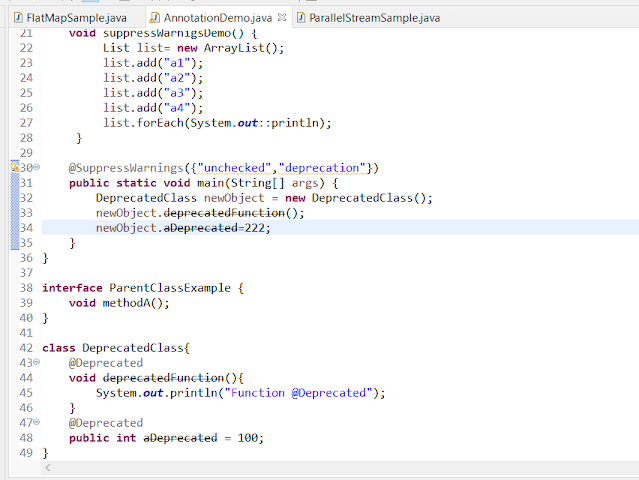 FlatMapSample.java AnnotationDemo.java ParallelStreamSample.java
21 void suppressWarnigsDemo() {
22 List list= new ArrayList();
23 list.add("a1");
24 list.add("a2");
25 list.add("a3");
26 list.add("a4");
27 list.forEach(System.out::println);
28 }
29
30 @SuppressWarnings({"unchecked","deprecation"})
31 public static void main(String[] args) {
32 DeprecatedClass newObject = new DeprecatedClass();
33 newObject.deprecatedFunction();
34 newObject.aDeprecated=222;
35 }
36 }
37
38 interface ParentClassExample {
39 void methodA();
40 }
41
42 class DeprecatedClass{
43 @Deprecated
44 void deprecatedFunction(){
45 System.out.println("Function @Deprecated");
46 }
47 @Deprecated
48 public int aDeprecated = 100;
49 }